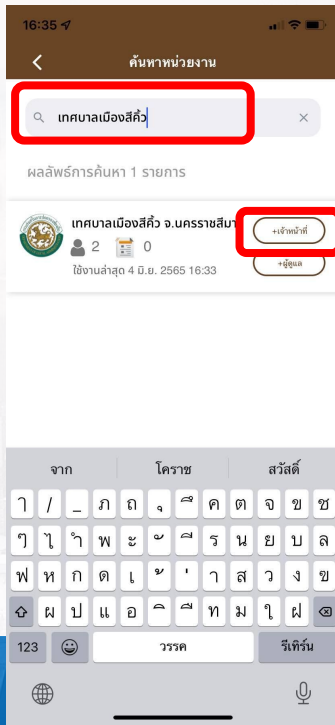 16:35
ค้นหาหน่วยงาน
เทศบาลเมืองสีคิ้ว
ผลลัพธ์การค้นหา 1 รายการ
เทศบาลเมืองสีคิ้ว จ.นครราชสีมา
+เจ้าหน้าที่
2 0
+ผู้ดูแล
ใช้งานล่าสุด 4 มิ.ย. 2565 16:33
จาก โคราช สวัสดิ์
ๅ / _ ภ ถ ุ ึ ค ต จ ข ช
ๆ ไ ำ พ ะ ั ี ร น ย บ ล
ฟ ห ก ด เ ้ ่ า ส ว ง ฃ
ผ ป แ อ ิ ื ท ม ใ ฝ
123 วรรค รีเทิร์น